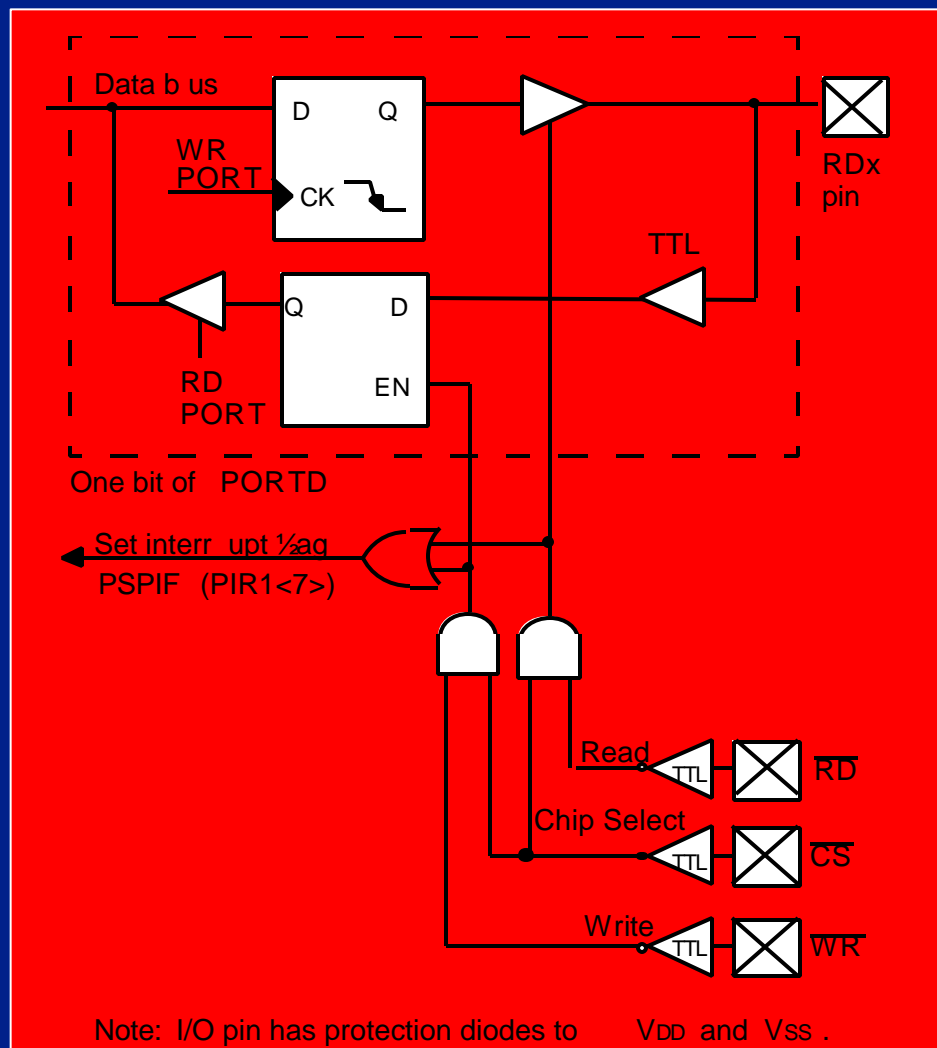 Data b us
D Q
WR
PORT
CK
RDx
pin
TTL
Q D
EN
RD
PORT
One bit of PORTD
Set interr upt ½ag
PSPIF (PIR1<7>)
Read
TTL
RD
Chip Select
TTL
CS
Write
TTL
WR
Note: I/O pin has protection diodes to VDD and VSS .